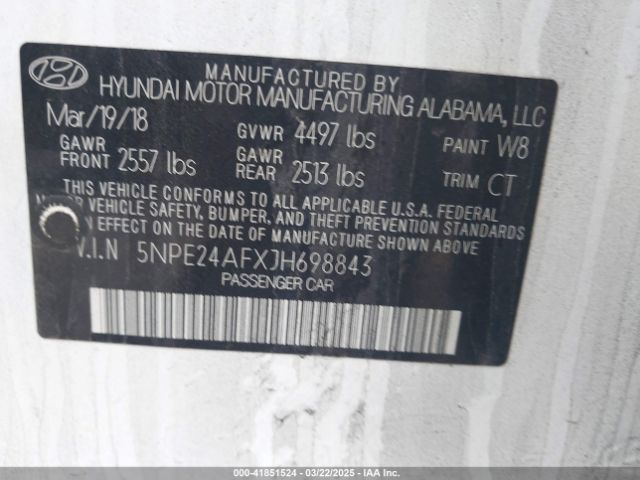 MANUFACTURED BY
HYUNDAI MOTOR MANUFACTURING ALABAMA, LLC
Mar/19/18 GVWR 4497 lbs PAINT W8
GAWR FRONT 2557 lbs GAWR REAR 2513 lbs TRIM CT
THIS VEHICLE CONFORMS TO ALL APPLICABLE U.S.A. FEDERAL
VEHICLE SAFETY, BUMPER, AND THEFT PREVENTION STANDARDS
IN EFFECT ON THE DATE OF MANUFACTURE SHOWN ABOVE
V.I.N 5NPE24AFXJH698843
PASSENGER CAR
000-41851524 | 03/22/2025 – IAA Inc.